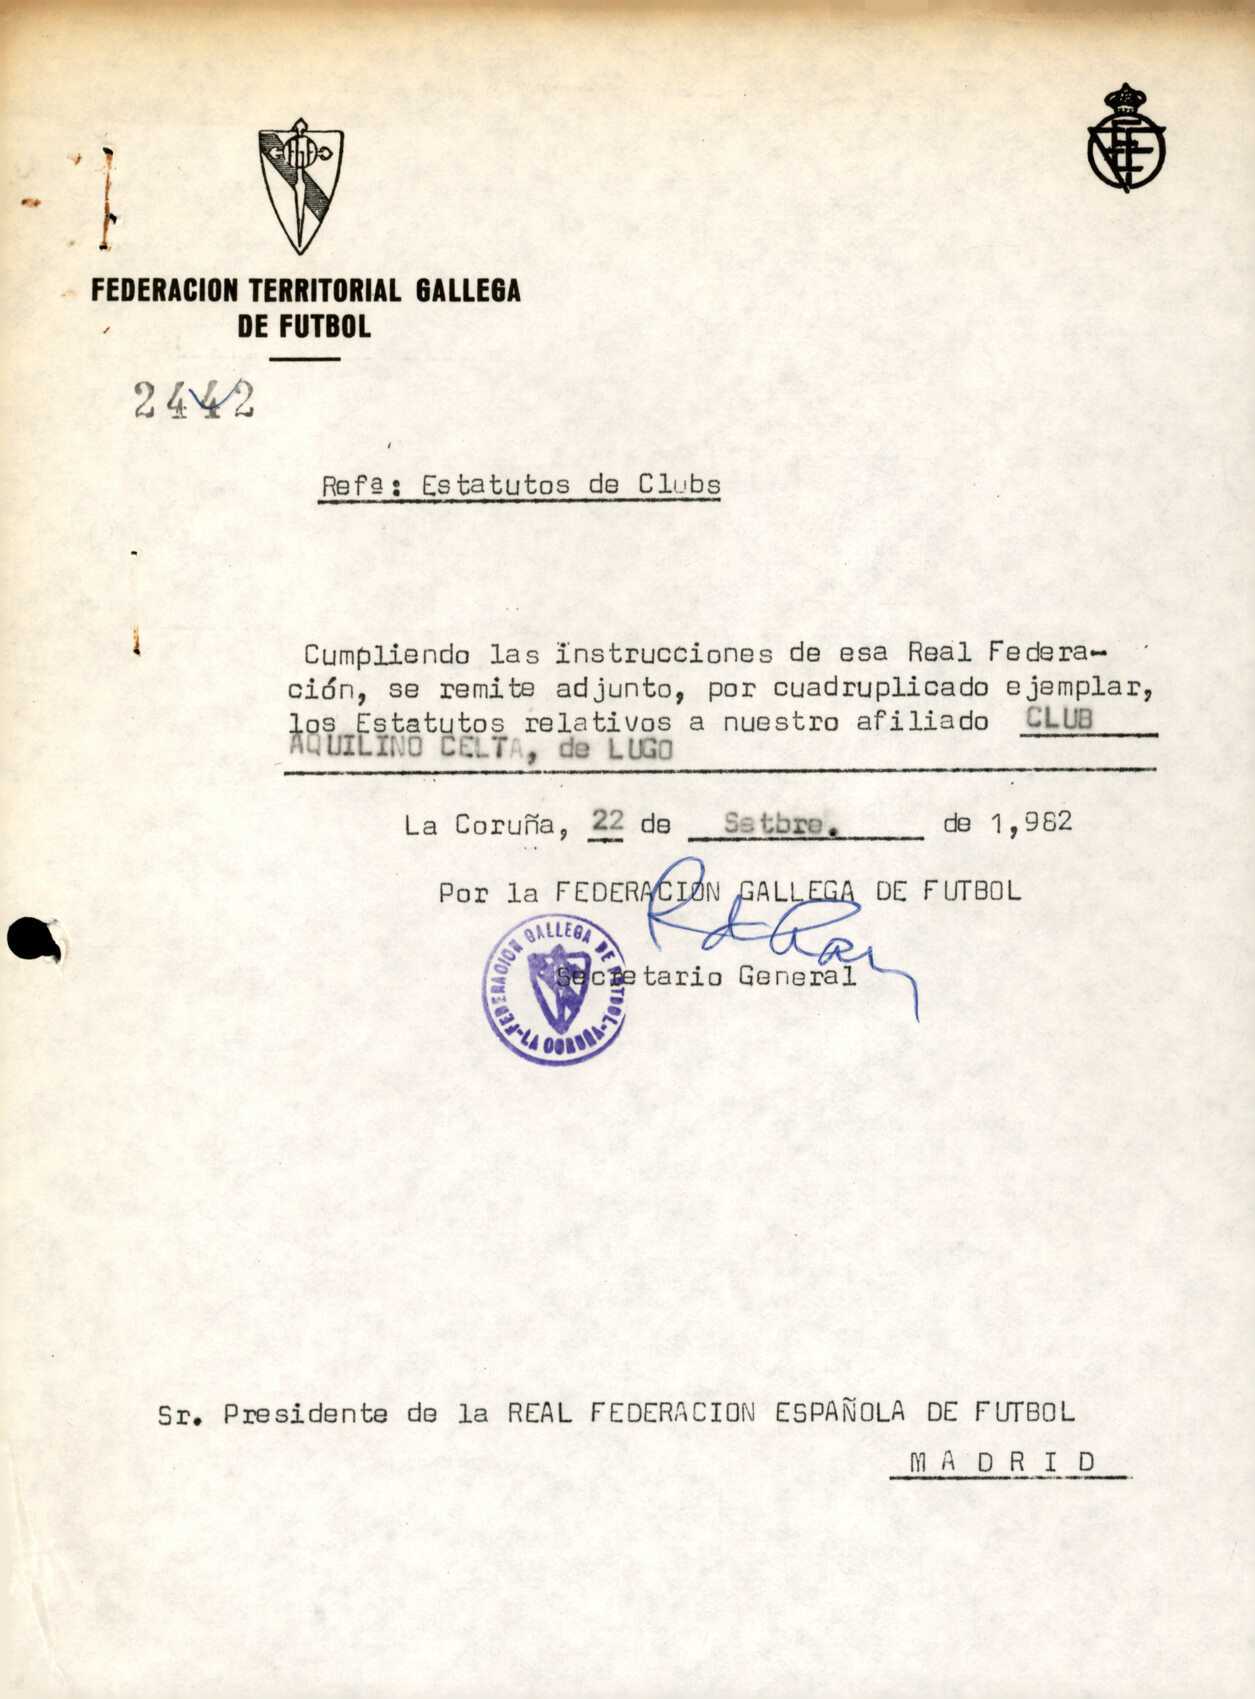 FGF
FEF
FEDERACION TERRITORIAL GALLEGA
DE FUTBOL
2442
Refª: Estatutos de Clubs
Cumpliendo las instrucciones de esa Real Federa-
ción, se remite adjunto, por cuadruplicado ejemplar,
los Estatutos relativos a nuestro afiliado CLUB
AQUILINO CELTA, de LUGO
La Coruña, 22 de Setbre. de 1,982
Por la FEDERACION GALLEGA DE FUTBOL
FEDERACION GALLEGA DE FUTBOL
-LA CORUÑA-
Secretario General
Sr. Presidente de la REAL FEDERACION ESPAÑOLA DE FUTBOL
M A D R I D